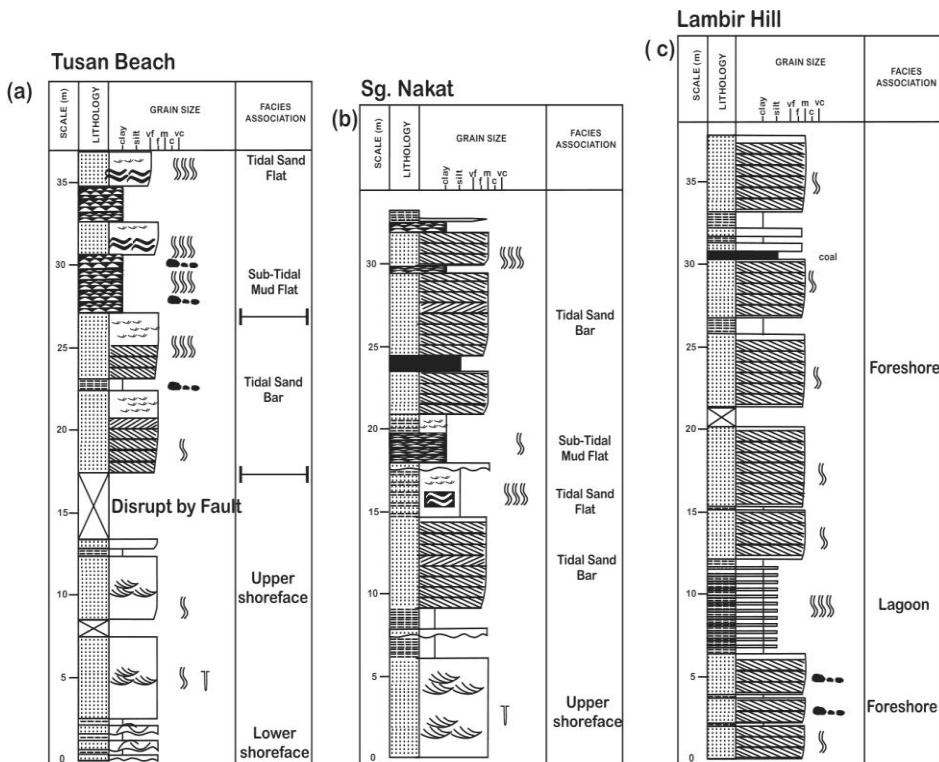 Tusan Beach
(a)
SCALE (m)
LITHOLOGY
GRAIN SIZE
clay
silt
vf
f
m
c
vc
FACIES
ASSOCIATION
35
30
25
20
15
10
5
0
Tidal Sand
Flat
Sub-Tidal
Mud Flat
Tidal Sand
Bar
Disrupt by Fault
Upper
shoreface
Lower
shoreface
Sg. Nakat
(b)
SCALE (m)
LITHOLOGY
GRAIN SIZE
clay
silt
vf
f
m
c
vc
FACIES
ASSOCIATION
30
25
20
15
10
5
0
Tidal Sand
Bar
Sub-Tidal
Mud Flat
Tidal Sand
Flat
Tidal Sand
Bar
Upper
shoreface
Lambir Hill
(c)
SCALE (m)
LITHOLOGY
GRAIN SIZE
clay
silt
vf
f
m
c
vc
FACIES
ASSOCIATION
35
30
25
20
15
10
5
0
coal
Foreshore
Lagoon
Foreshore